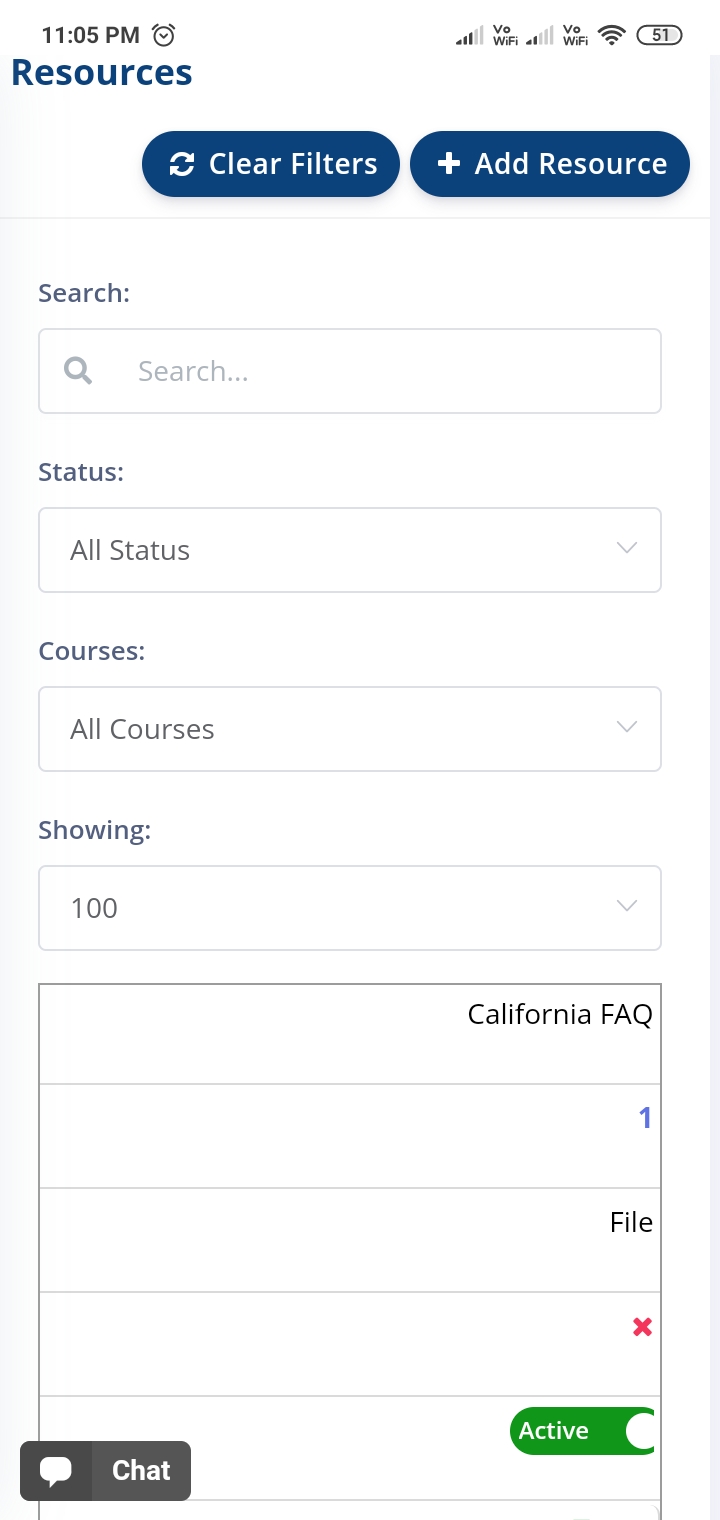 11:05 PM Vo WiFi Vo WiFi 51
Resources
Clear Filters Add Resource
Search:
Search...
Status:
All Status
Courses:
All Courses
Showing:
100
California FAQ
1
File
Active
Chat